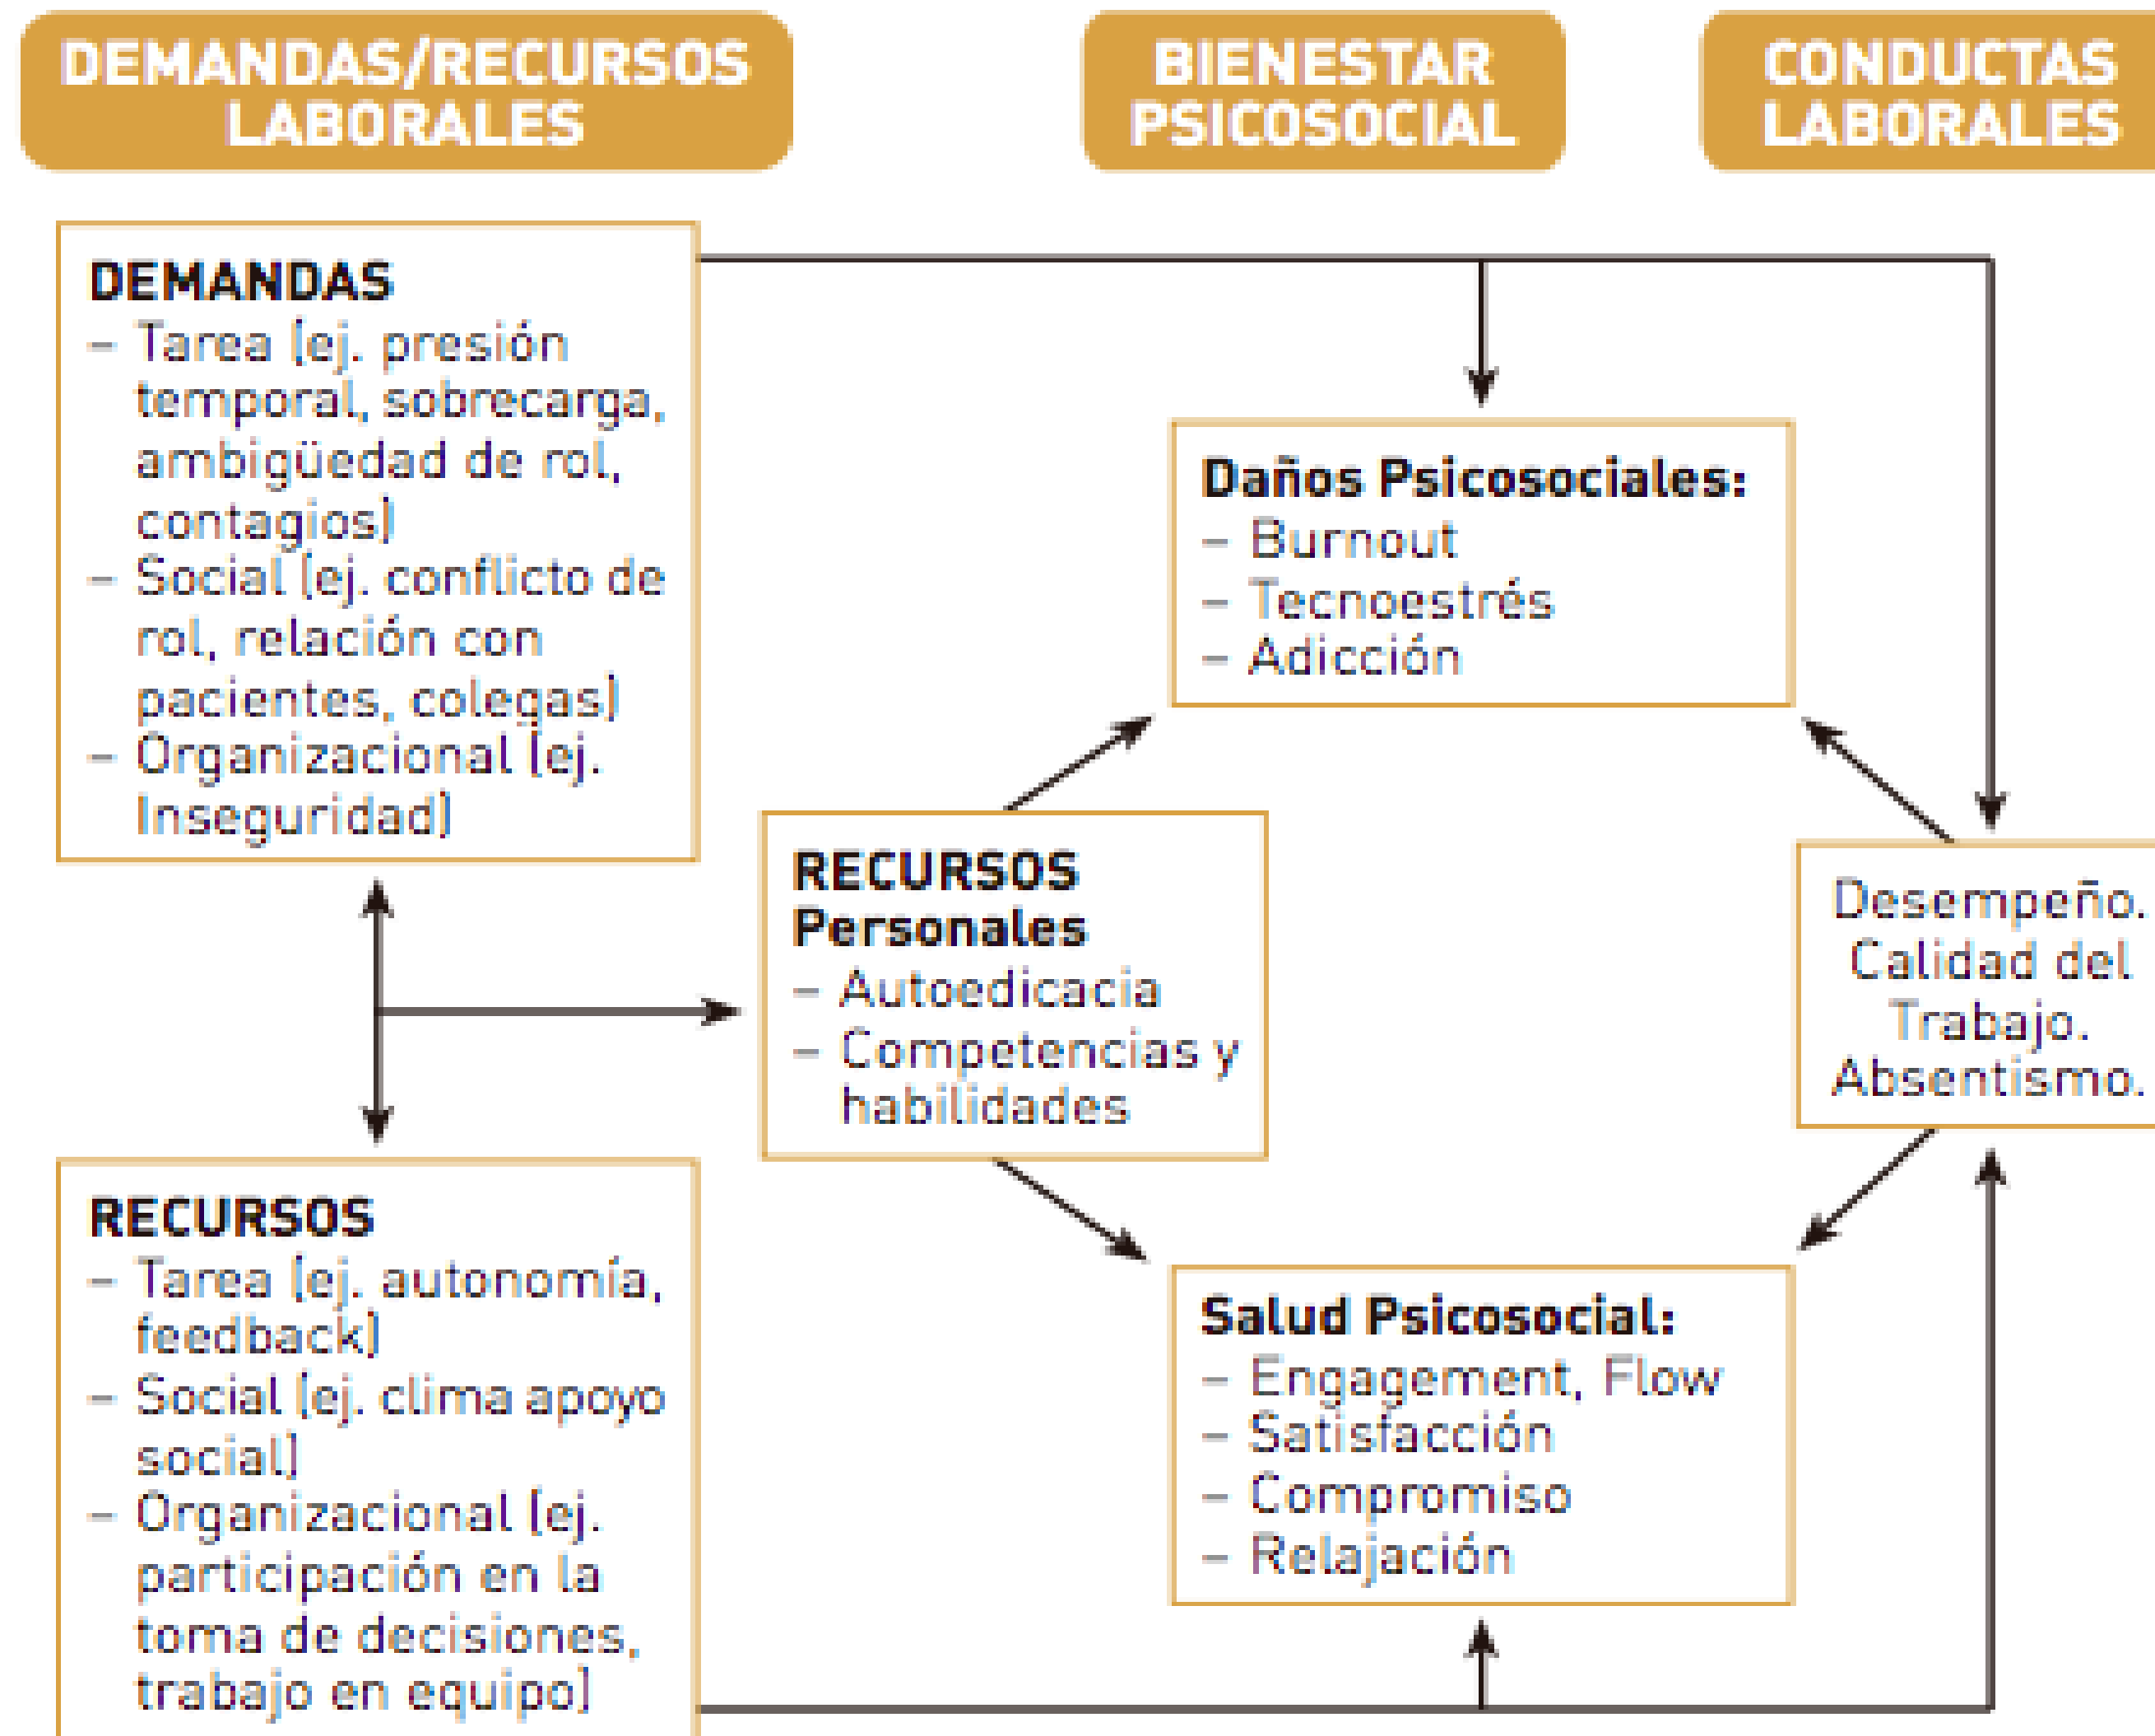 DEMANDAS/RECURSOS
LABORALES
BIENESTAR
PSICOSOCIAL
CONDUCTAS
LABORALES
DEMANDAS
– Tarea (ej. presión
temporal, sobrecarga,
ambigüedad de rol,
contagios)
– Social (ej. conflicto de
rol, relación con
pacientes, colegas)
– Organizacional (ej.
Inseguridad)
Daños Psicosociales:
– Burnout
– Tecnoestrés
– Adicción
RECURSOS
Personales
– Autoedicacia
– Competencias y
habilidades
Desempeño.
Calidad del
Trabajo.
Absentismo.
RECURSOS
– Tarea (ej. autonomía,
feedback)
– Social (ej. clima apoyo
social)
– Organizacional (ej.
participación en la
toma de decisiones,
trabajo en equipo)
Salud Psicosocial:
– Engagement, Flow
– Satisfacción
– Compromiso
– Relajación